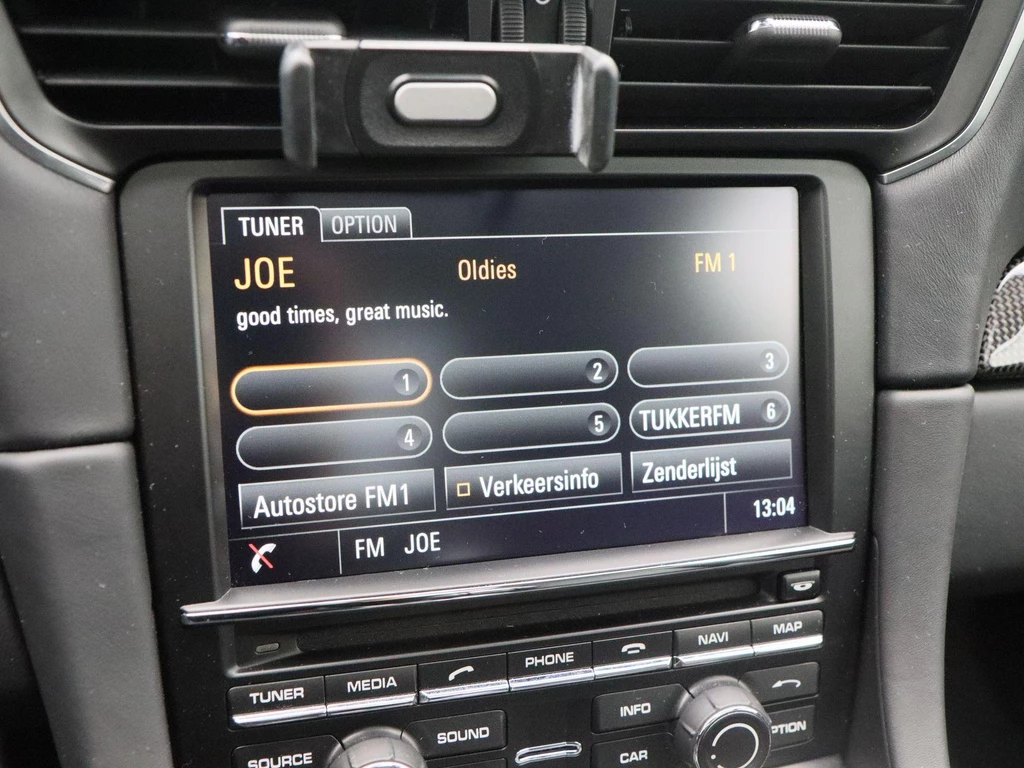 TUNER OPTION
JOE Oldies FM 1
good times, great music.
1 2 3
4 5 TUKKERFM 6
Autostore FM1 Verkeersinfo Zenderlijst
13:04
FM JOE
TUNER MEDIA PHONE NAVI MAP
SOURCE SOUND INFO CAR OPTION